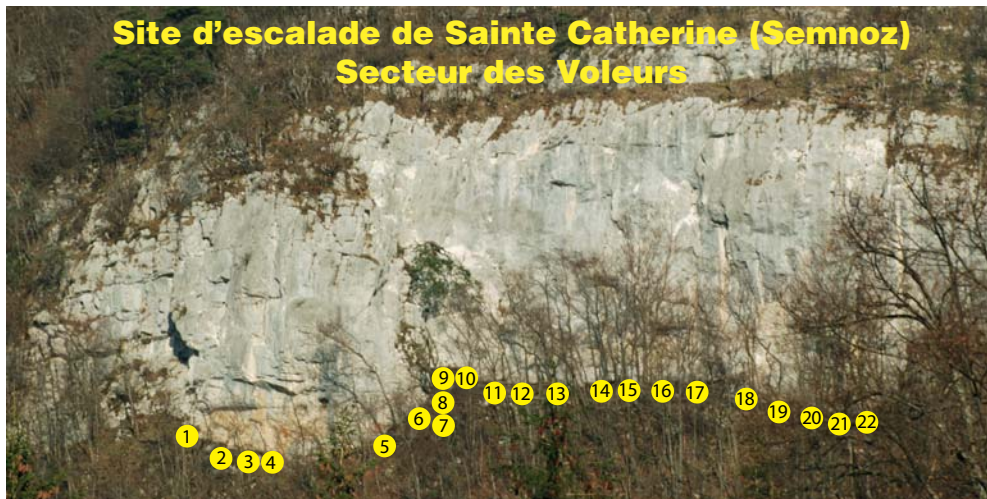 Site d'escalade de Sainte Catherine (Semnoz)
Secteur des Voleurs
9 10
11 12 13 14 15 16 17
8 18
6 7 19 20 21 22
1 5
2 3 4